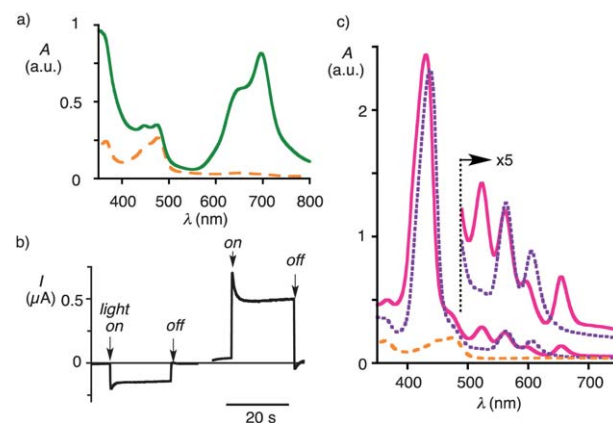 a)
A
(a.u.)
1
0.5
0
400 500 600 700 800
λ (nm)
b)
I
(μA)
0.5
0
light
on
off
on
off
20 s
c)
A
(a.u.)
2
1
0
x5
400 500 600 700
λ (nm)